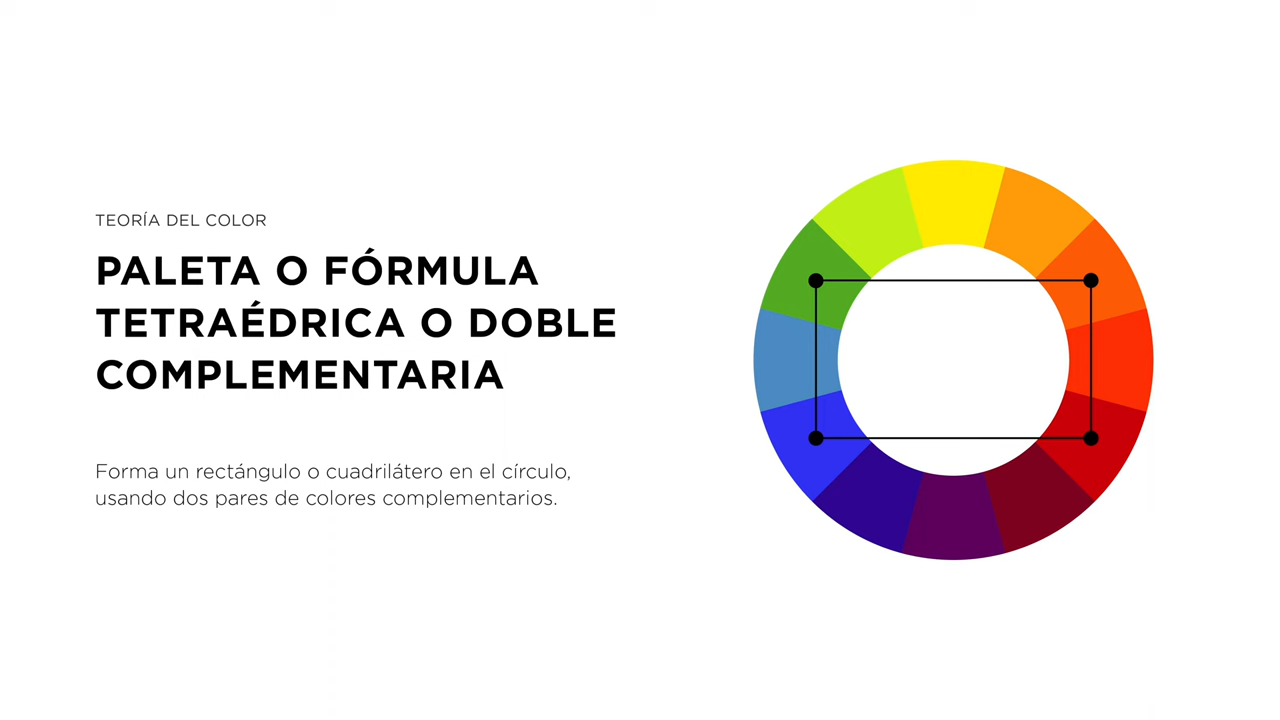 TEORÍA DEL COLOR
PALETA O FÓRMULA
TETRAÉDRICA O DOBLE
COMPLEMENTARIA
Forma un rectángulo o cuadrilátero en el círculo,
usando dos pares de colores complementarios.